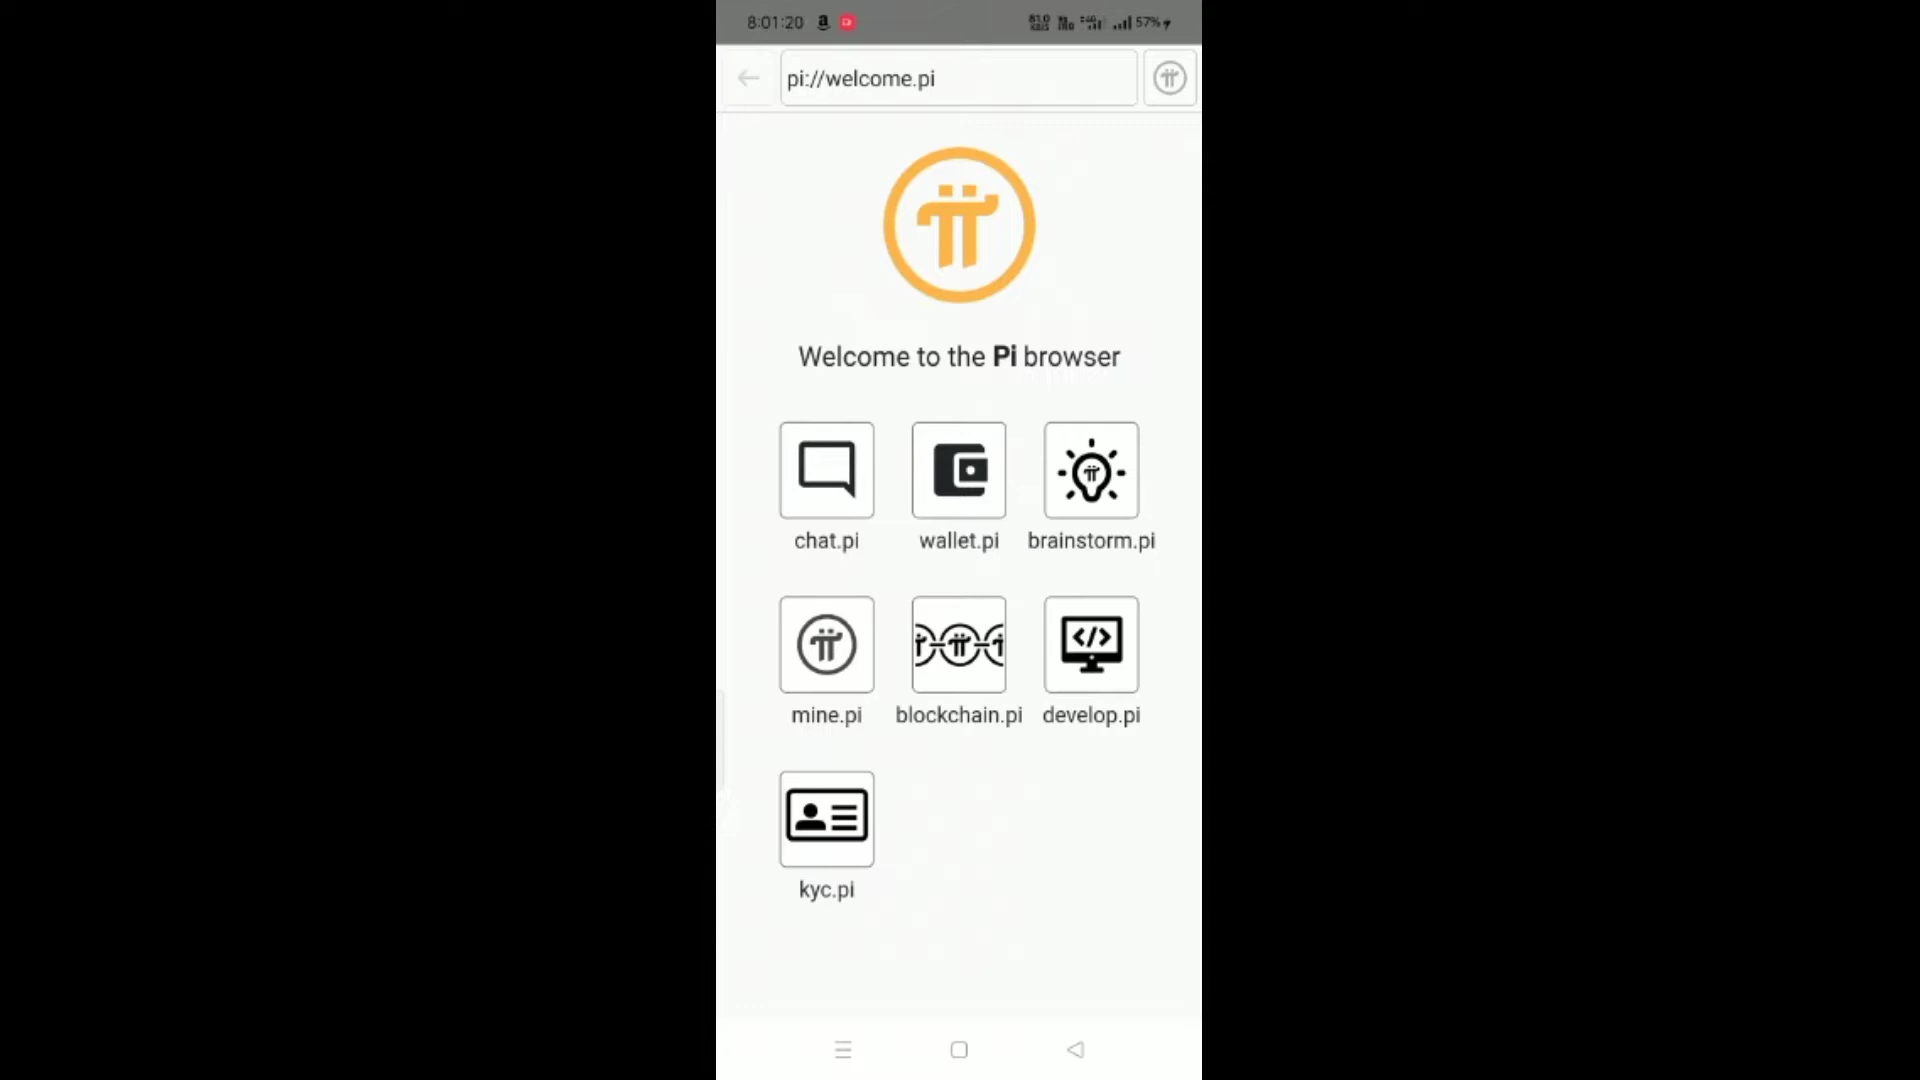 8:01:20 57%
pi://welcome.pi
Welcome to the Pi browser
chat.pi wallet.pi brainstorm.pi
mine.pi blockchain.pi develop.pi
kyc.pi